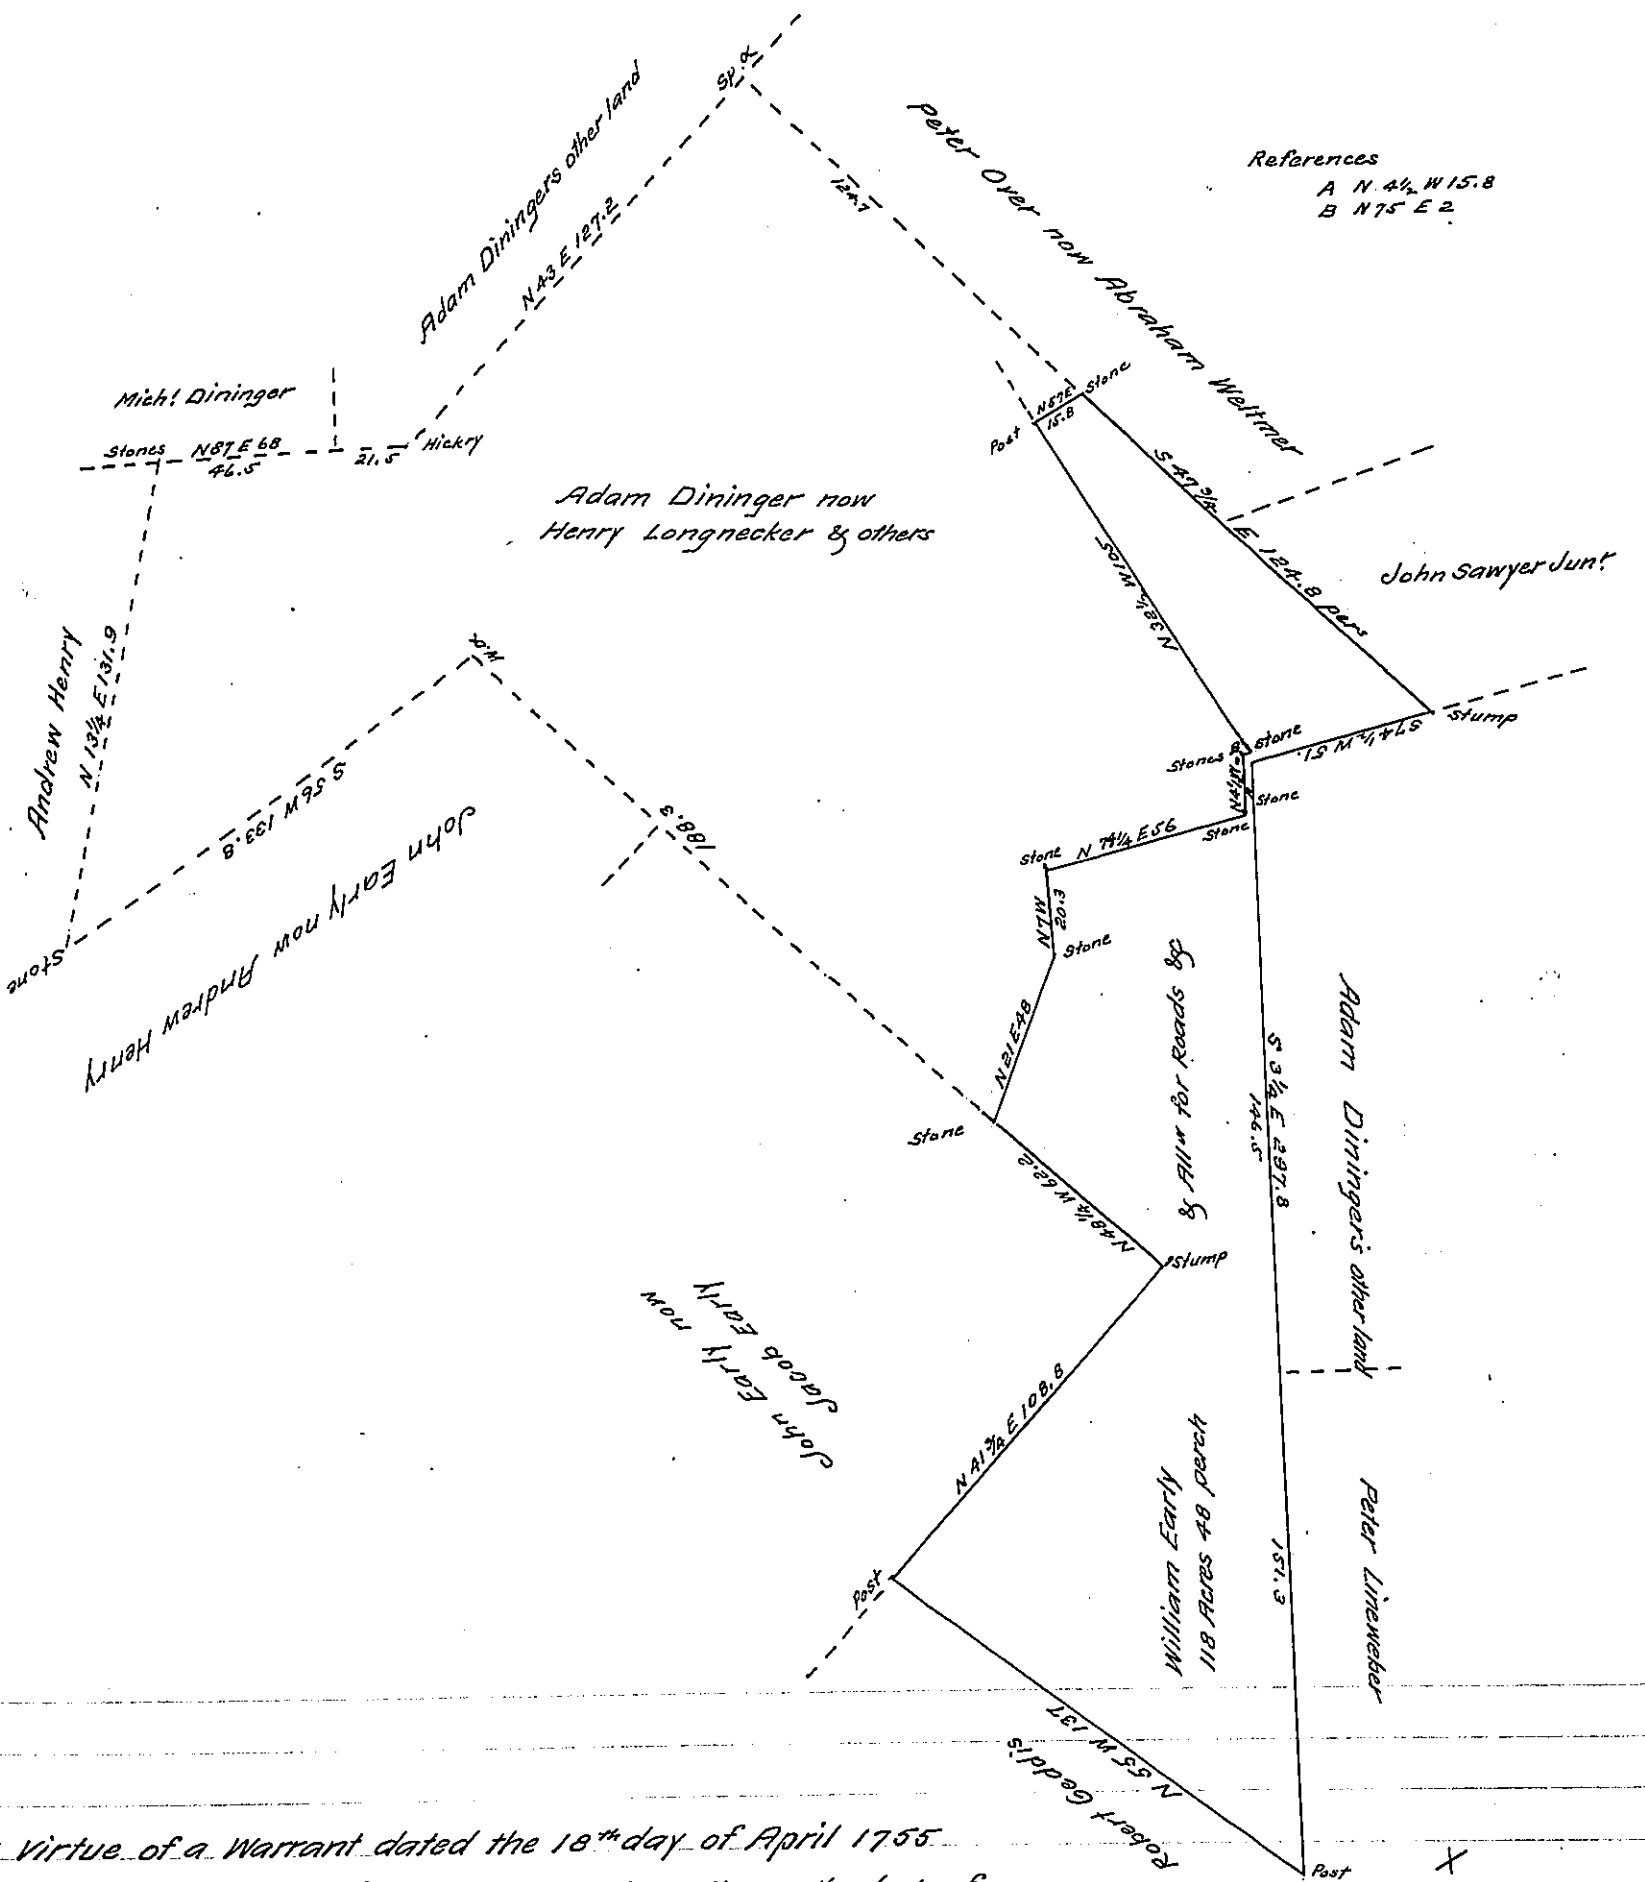 Sp. α
Adam Diningers other land
N 43 E 127.2
124.7
Peter Over now Abraham Weltmer
References
A N 4½ W 15.8
B N 75 E 2
Mich! Dininger
Stones
N 87 E 68
46.5
21.5
Hickry
Adam Dininger now
Henry Longnecker & others
N 57 E
15.8
Stone
Post
S 47 3/4 E 124.8 pers
N 32½ W 105
John Sawyer Junr
Andrew Henry
N 13¼ E 131.9
W.α
S 56 W 133.8
Stone
John Early now Andrew Henry
188.3
Stump
S 74½ W 51.
Stone
Stones
B
Stone
Stone
N 74¼ E 56
Stone
N 7 W
20.3
Stone
N 21 E 48
Stone
N 48¼ W 62.2
Stump
& Allw for Roads &
S 3¼ E 297.8
146.5
Adam Dininger's other land
John Early now
Jacob Early
N 41 3/4 E 108.8
Post
William Early
118 Acres 48 perch
151.3
Peter Lineweber
N 55 W 137
Robert Geddis
Post
X
Virtue of a Warrant dated the 18th day of April 1755